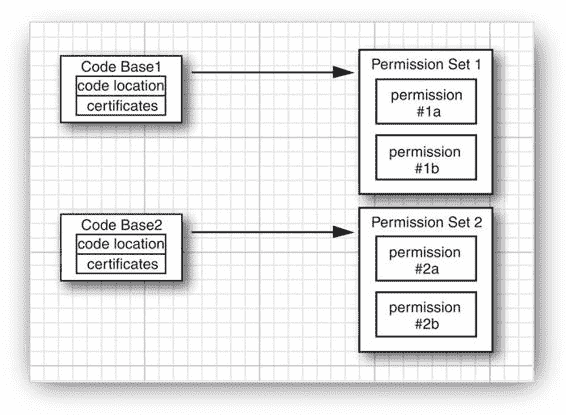 Code Base1
code location
certificates
Permission Set 1
permission
#1a
permission
#1b
Code Base2
code location
certificates
Permission Set 2
permission
#2a
permission
#2b